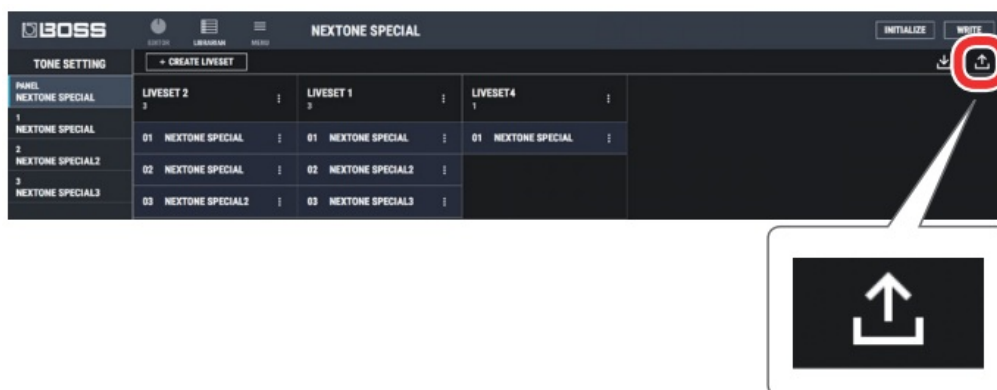 BOSS
EDITOR LIBRARIAN MENU
NEXTONE SPECIAL
INITIALIZE WRITE
TONE SETTING
+ CREATE LIVESET
PANEL
NEXTONE SPECIAL
1
NEXTONE SPECIAL
2
NEXTONE SPECIAL2
3
NEXTONE SPECIAL3
LIVESET 2
3
01 NEXTONE SPECIAL
02 NEXTONE SPECIAL
03 NEXTONE SPECIAL2
LIVESET 1
3
01 NEXTONE SPECIAL
02 NEXTONE SPECIAL2
03 NEXTONE SPECIAL3
LIVESET4
1
01 NEXTONE SPECIAL